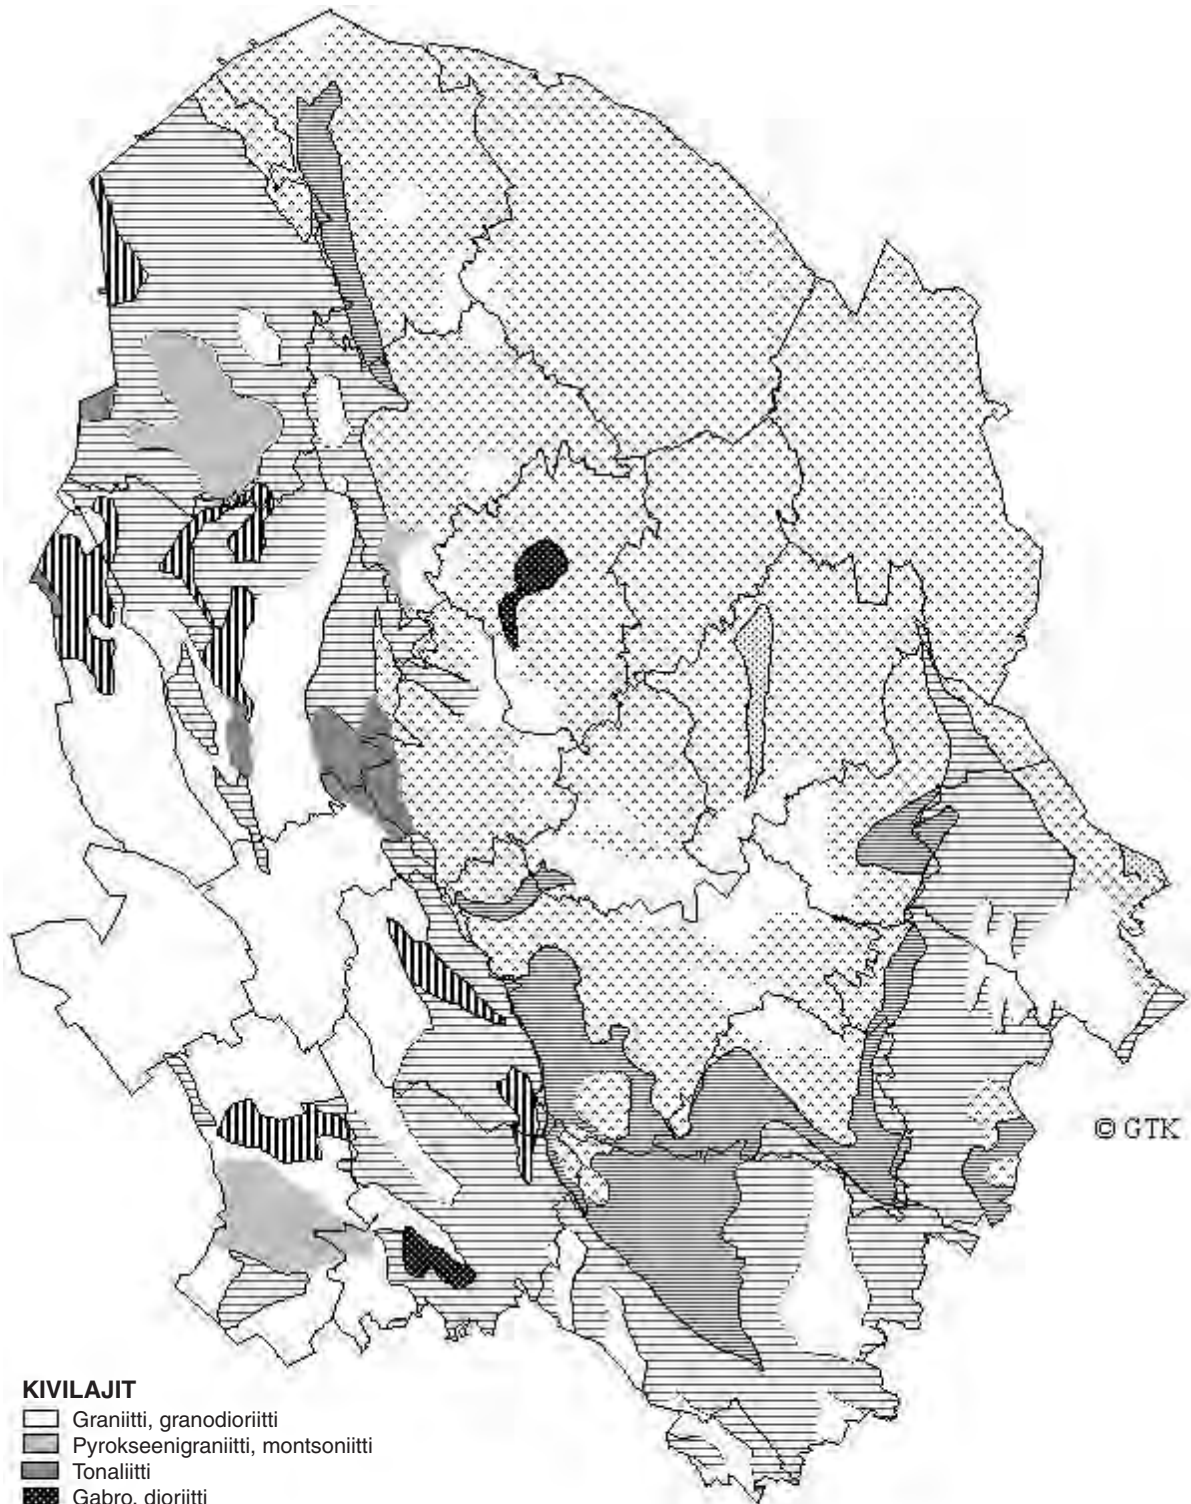 © GTK
KIVILAJIT
Graniitti, granodioriitti
Pyrokseenigraniitti, montsoniitti
Tonaliitti
Gabro, dioriitti